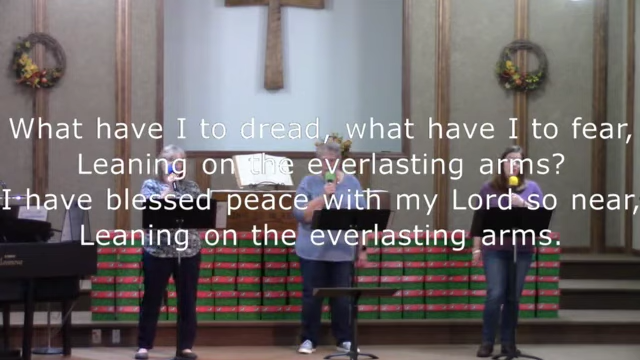 What have I to dread, what have I to fear,
Leaning on the everlasting arms?
I have blessed peace with my Lord so near,
Leaning on the everlasting arms.